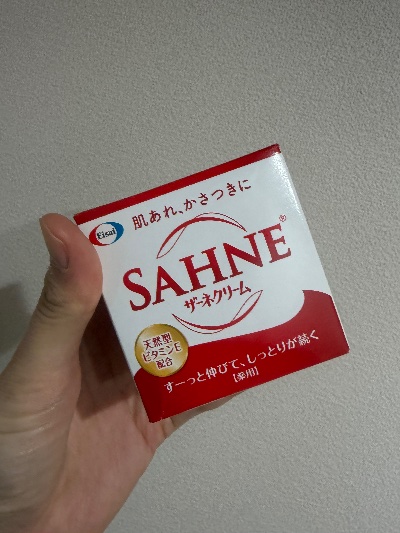 Eisai
肌あれ、かさつきに
SAHNE®
ザーネクリーム
天然型
ビタミンE
配合
すーっと伸びて、しっとりが続く
【薬用】